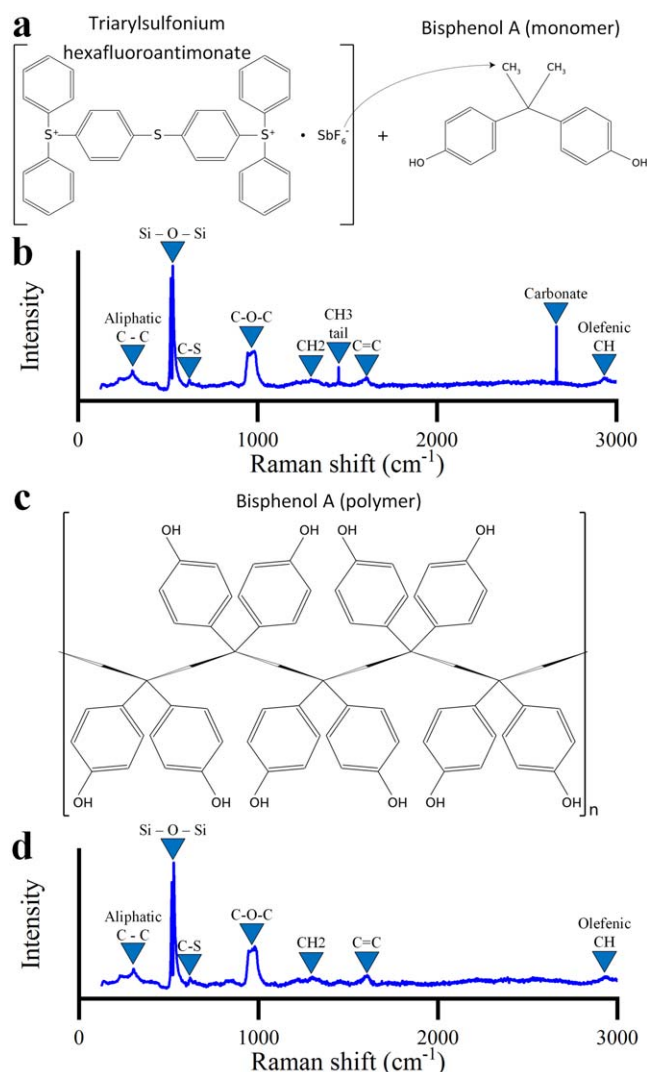 a
Triarylsulfonium
hexafluoroantimonate
Bisphenol A (monomer)
CH3
CH3
S+
S
S+
• SbF6-
+
HO
OH
b
Intensity
Si – O – Si
Aliphatic
C - C
C-S
C-O-C
CH2
CH3
tail
C=C
Carbonate
Olefenic
CH
0
1000
2000
3000
Raman shift (cm-1)
c
Bisphenol A (polymer)
OH
OH
OH
OH
OH
OH
OH
OH
OH
OH
n
d
Intensity
Si – O – Si
Aliphatic
C - C
C-S
C-O-C
CH2
C=C
Olefenic
CH
0
1000
2000
3000
Raman shift (cm-1)